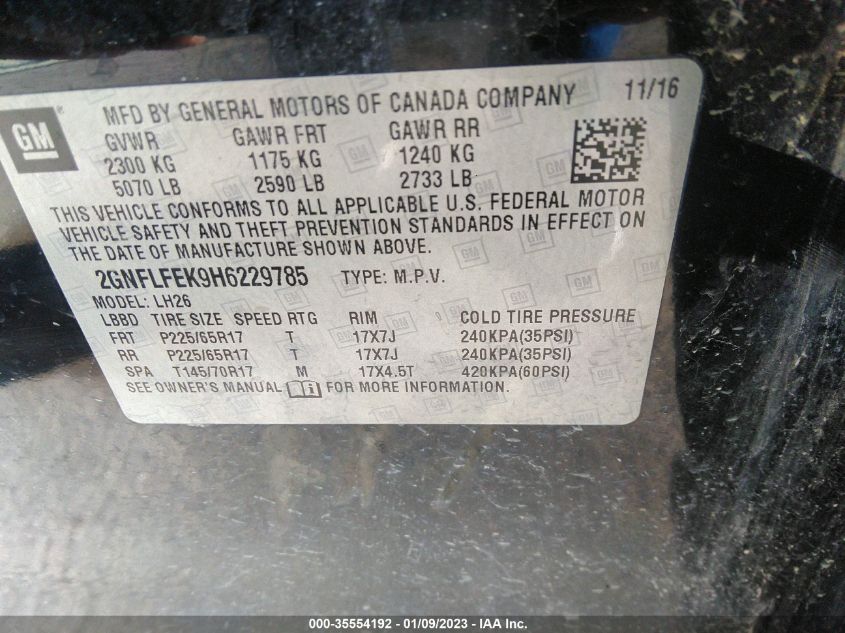 GM ®
MFD BY GENERAL MOTORS OF CANADA COMPANY 11/16
GVWR GAWR FRT GAWR RR
2300 KG 1175 KG 1240 KG
5070 LB 2590 LB 2733 LB
THIS VEHICLE CONFORMS TO ALL APPLICABLE U.S. FEDERAL MOTOR
VEHICLE SAFETY AND THEFT PREVENTION STANDARDS IN EFFECT ON
THE DATE OF MANUFACTURE SHOWN ABOVE.
2GNFLFEK9H6229785 TYPE: M.P.V.
MODEL: LH26
LBBD TIRE SIZE SPEED RTG RIM 9 COLD TIRE PRESSURE
FRT P225/65R17 T 17X7J 240KPA(35PSI)
RR P225/65R17 T 17X7J 240KPA(35PSI)
SPA T145/70R17 M 17X4.5T 420KPA(60PSI)
SEE OWNER'S MANUAL FOR MORE INFORMATION.
000-35554192 - 01/09/2023 - IAA Inc.